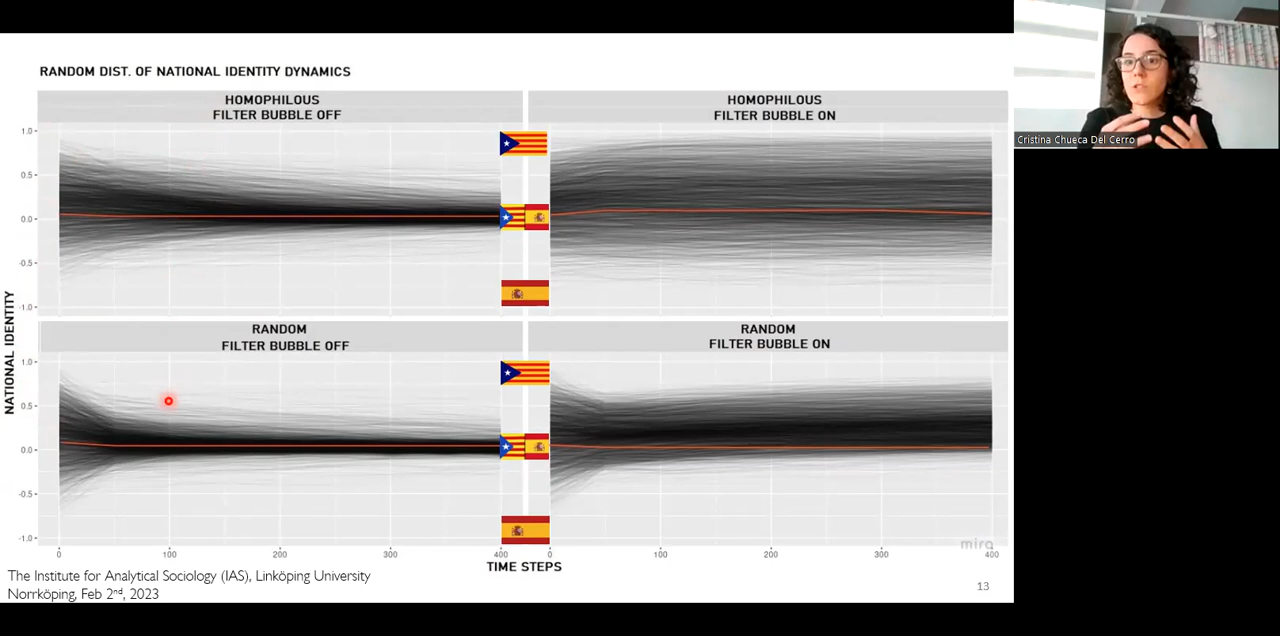 RANDOM DIST. OF NATIONAL IDENTITY DYNAMICS
HOMOPHILOUS
FILTER BUBBLE OFF
HOMOPHILOUS
FILTER BUBBLE ON
1.0
0.5
0.0
-0.5
-1.0
RANDOM
FILTER BUBBLE OFF
RANDOM
FILTER BUBBLE ON
1.0
0.5
0.0
-0.5
-1.0
NATIONAL IDENTITY
0 100 200 300 400 0 100 200 300 400
TIME STEPS
miro
The Institute for Analytical Sociology (IAS), Linköping University
Norrköping, Feb 2nd, 2023
13
Cristina Chueca Del Cerro